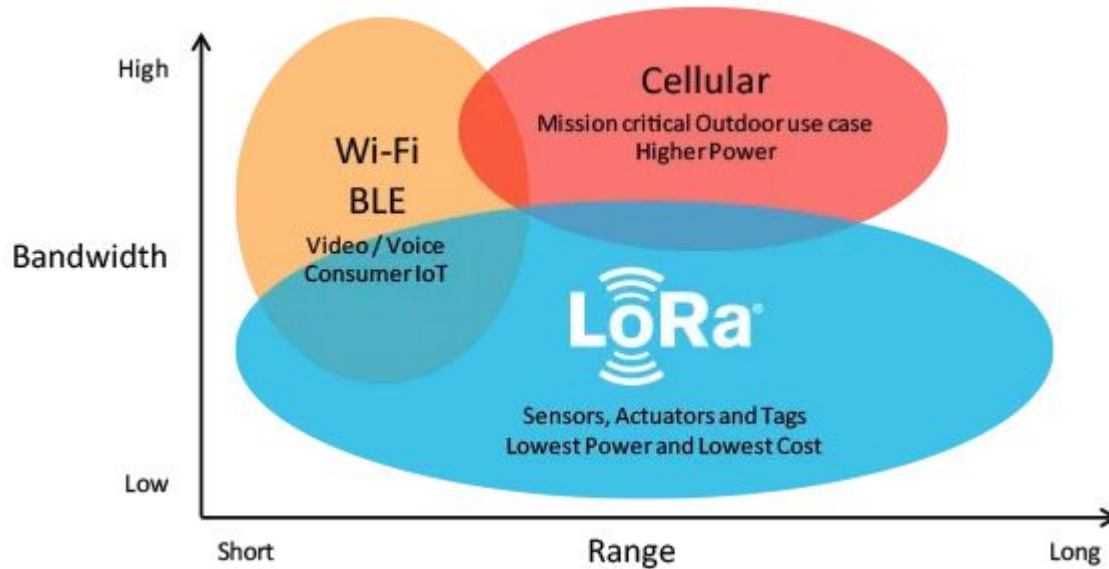 High
Cellular
Mission critical Outdoor use case
Higher Power
Wi-Fi
BLE
Video / Voice
Consumer IoT
Bandwidth
LoRa®
Sensors, Actuators and Tags
Lowest Power and Lowest Cost
Low
Short
Range
Long